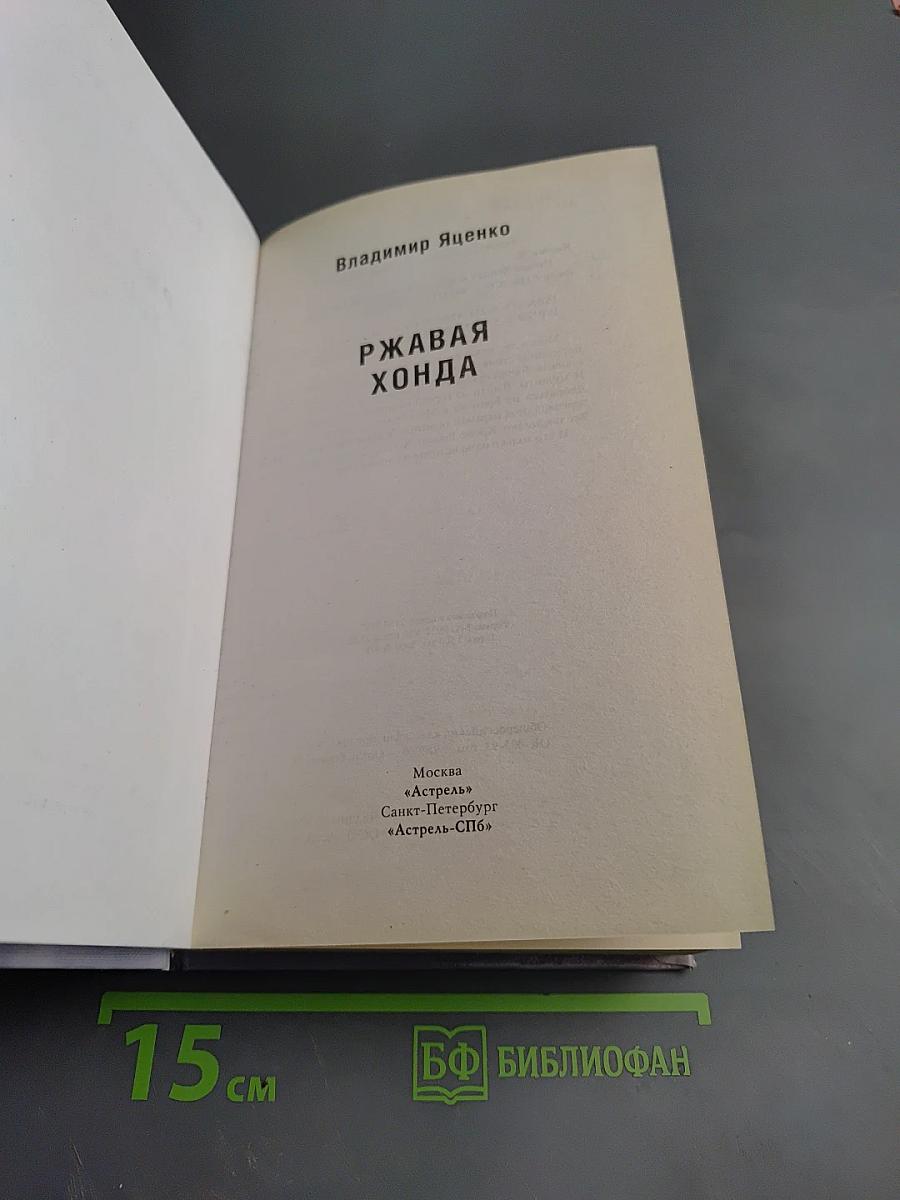 Владимир Яценко
РЖАВАЯ
ХОНДА
Москва
«Астрель»
Санкт-Петербург
«Астрель-СПб»
15 см
БФ БИБЛИОФАН